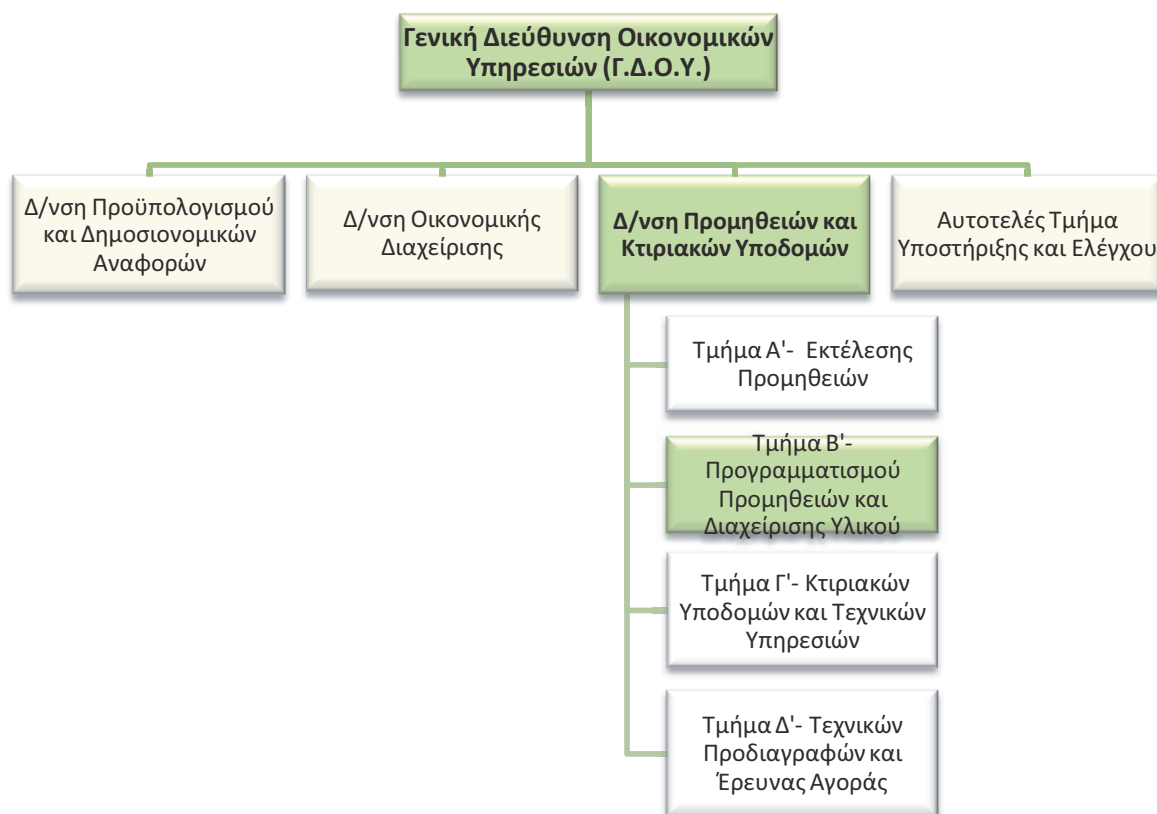 Γενική Διεύθυνση Οικονομικών
Υπηρεσιών (Γ.Δ.Ο.Υ.)
Δ/νση Προϋπολογισμού
και Δημοσιονομικών
Αναφορών
Δ/νση Οικονομικής
Διαχείρισης
Δ/νση Προμηθειών και
Κτιριακών Υποδομών
Αυτοτελές Τμήμα
Υποστήριξης και Ελέγχου
Τμήμα Α'- Εκτέλεσης
Προμηθειών
Τμήμα Β'-
Προγραμματισμού
Προμηθειών και
Διαχείρισης Υλικού
Τμήμα Γ'- Κτιριακών
Υποδομών και Τεχνικών
Υπηρεσιών
Τμήμα Δ'- Τεχνικών
Προδιαγραφών και
Έρευνας Αγοράς